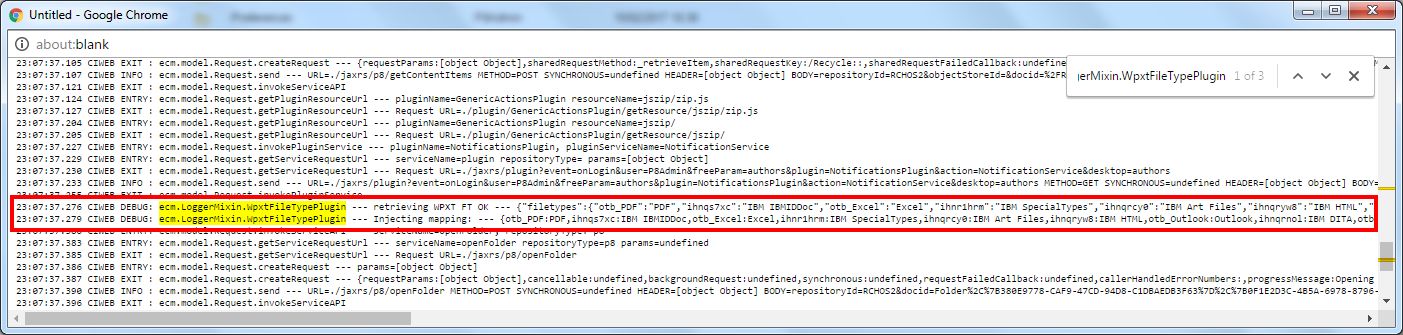 Untitled - Google Chrome
about:blank
ggerMixin.WpxtFileTypePlugin 1 of 3
23:07:37.105 CIWEB EXIT : ecm.model.Request.createRequest --- {requestParams:[object Object],sharedRequestMethod:_retrieveItem,sharedRequestKey:/Recycle::,sharedRequestFailedCallback:undefine
23:07:37.107 CIWEB INFO : ecm.model.Request.send --- URL=./jaxrs/p8/getContentItems METHOD=POST SYNCHRONOUS=undefined HEADER=[object Object] BODY=repositoryId=RCHOS2&objectStoreId=&docid=%2FR
23:07:37.121 CIWEB EXIT : ecm.model.Request.invokeServiceAPI
23:07:37.124 CIWEB ENTRY: ecm.model.Request.getPluginResourceUrl --- pluginName=GenericActionsPlugin resourceName=jszip/zip.js
23:07:37.129 CIWEB EXIT : ecm.model.Request.getPluginResourceUrl --- Request URL=./plugin/GenericActionsPlugin/getResource/jszip/zip.js
23:07:37.204 CIWEB ENTRY: ecm.model.Request.getPluginResourceUrl --- pluginName=GenericActionsPlugin resourceName=jszip/
23:07:37.205 CIWEB EXIT : ecm.model.Request.getPluginResourceUrl --- Request URL=./plugin/GenericActionsPlugin/getResource/jszip/
23:07:37.227 CIWEB ENTRY: ecm.model.Request.invokePluginService --- pluginName=NotificationsPlugin, pluginServiceName=NotificationService
23:07:37.229 CIWEB ENTRY: ecm.model.Request.getServiceRequestUrl --- serviceName=plugin repositoryType= params=[object Object]
23:07:37.230 CIWEB EXIT : ecm.model.Request.getServiceRequestUrl --- Request URL=./plugin?event=onLogin&user=P8Admin&freeParam=authors&plugin=NotificationsPlugin&action=NotificationService&desktop=authors
23:07:37.233 CIWEB INFO : ecm.model.Request.send --- URL=./jaxrs/plugin?event=onLogin&user=P8Admin&freeParam=authors&plugin=NotificationsPlugin&action=NotificationService&desktop=authors METHOD=GET SYNCHRONOUS=undefined HEADER=[object Object] BODY=
23:07:37.255 CIWEB EXIT : ecm.model.Request.invokePluginService
23:07:37.276 CIWEB DEBUG: ecm.LoggerMixin.WpxtFileTypePlugin --- retrieving WPXT FT OK --- {"filetypes":{"otb_PDF":"PDF","ihnqs7xc":"IBM IBMIDDoc","otb_Excel":"Excel","ihnrihrm":"IBM SpecialTypes","ihnqrcy0":"IBM Art Files","ihnqryw8":"IBM HTML","
23:07:37.279 CIWEB DEBUG: ecm.LoggerMixin.WpxtFileTypePlugin --- Injecting mapping: --- {otb_PDF:PDF,ihnqs7xc:IBM IBMIDDoc,otb_Excel:Excel,ihnrihrm:IBM SpecialTypes,ihnqrcy0:IBM Art Files,ihnqryw8:IBM HTML,otb_Outlook:Outlook,ihnqrnol:IBM DITA,otb
23:07:37.383 CIWEB ENTRY: ecm.model.Request.getServiceRequestUrl --- serviceName=openFolder repositoryType=p8 params=undefined
23:07:37.385 CIWEB EXIT : ecm.model.Request.getServiceRequestUrl --- Request URL=./p8/openFolder
23:07:37.386 CIWEB ENTRY: ecm.model.Request.createRequest --- params=[object Object]
23:07:37.387 CIWEB EXIT : ecm.model.Request.createRequest --- {requestParams:[object Object],cancellable:undefined,backgroundRequest:undefined,synchronous:undefined,requestFailedCallback:undefined,callerHandledErrorNumbers:,progressMessage:Opening
23:07:37.390 CIWEB INFO : ecm.model.Request.send --- URL=./jaxrs/p8/openFolder METHOD=POST SYNCHRONOUS=undefined HEADER=[object Object] BODY=repositoryId=RCHOS2&docid=Folder%2C%7B380E9778-CAF9-47CD-94D8-C1DBAEDB3F63%7D%2C%7B0F1E2D3C-4B5A-6978-8796-
23:07:37.396 CIWEB EXIT : ecm.model.Request.invokeServiceAPI